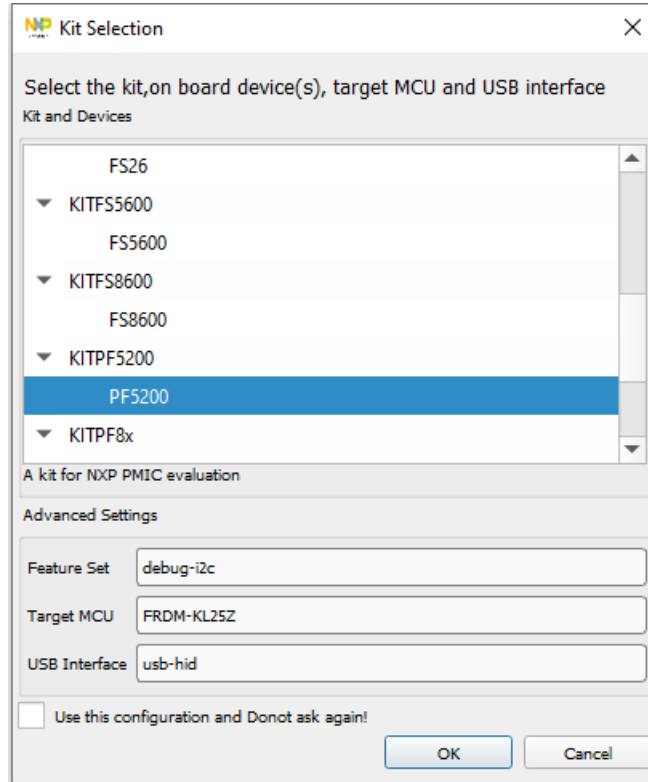 NXP Kit Selection
Select the kit,on board device(s), target MCU and USB interface
Kit and Devices
FS26
KITFS5600
FS5600
KITFS8600
FS8600
KITPF5200
PF5200
KITPF8x
A kit for NXP PMIC evaluation
Advanced Settings
Feature Set debug-i2c
Target MCU FRDM-KL25Z
USB Interface usb-hid
Use this configuration and Donot ask again!
OK Cancel